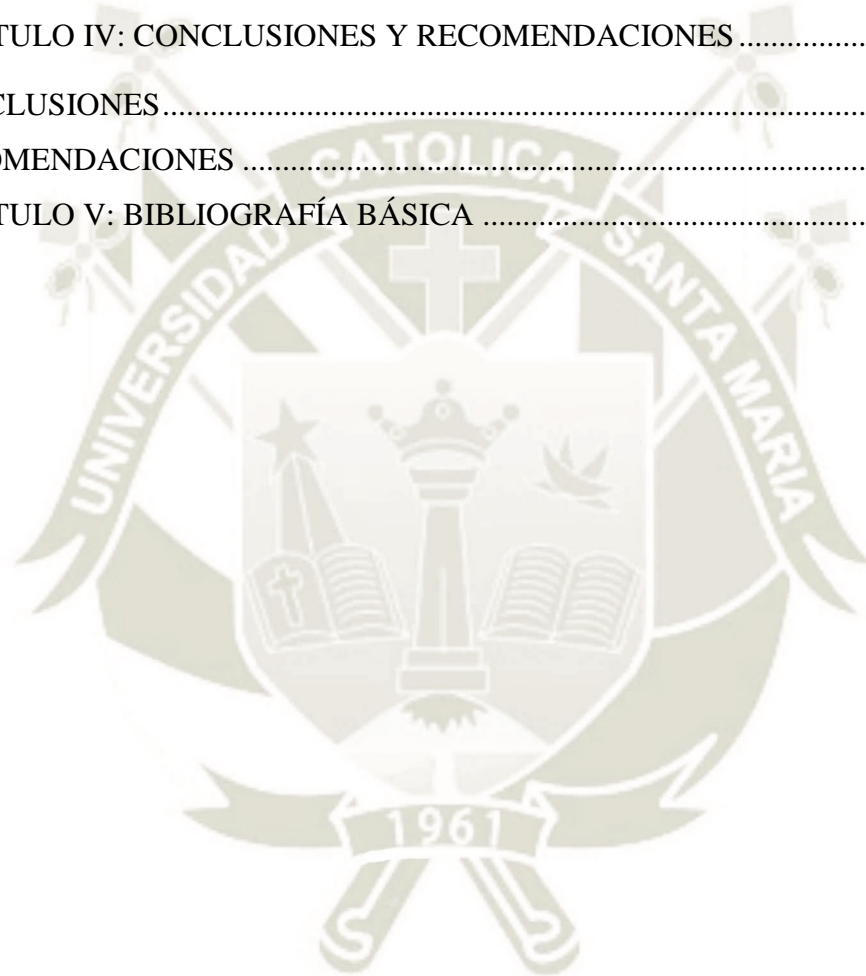 TULO IV: CONCLUSIONES Y RECOMENDACIONES ................
CLUSIONES..........................................................................................
OMENDACIONES ................................................................................
TULO V: BIBLIOGRAFÍA BÁSICA ................................................
UNIVERSIDAD CATOLICA SANTA MARIA
1961